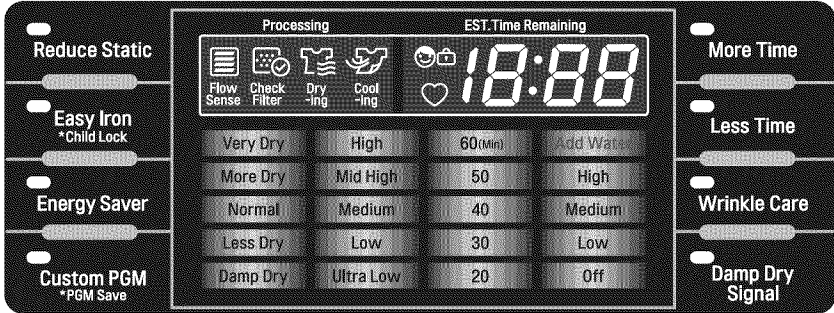 Processing
EST.Time Remaining
Reduce Static
Easy Iron
*Child Lock
Energy Saver
Custom PGM
*PGM Save
Flow
Sense
Check
Filter
Dry
-ing
Cool
-ing
18:88
Very Dry High 60(Min) Add Water
More Dry Mid High 50 High
Normal Medium 40 Medium
Less Dry Low 30 Low
Damp Dry Ultra Low 20 Off
More Time
Less Time
Wrinkle Care
Damp Dry
Signal